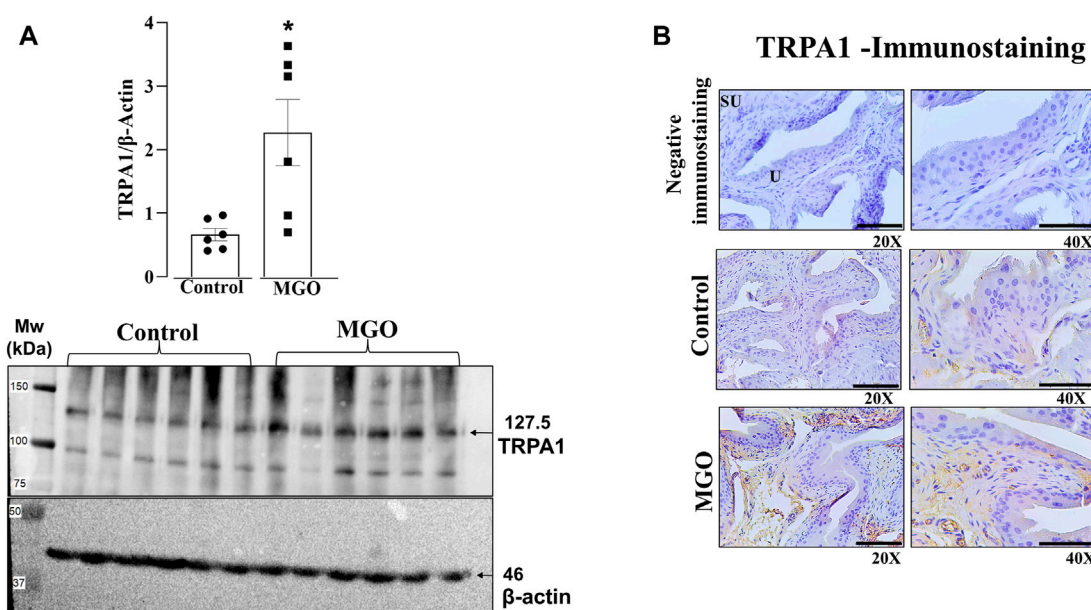 A
4
3
2
1
0
TRPA1/β-Actin
*
Control
MGO
Mw
(kDa)
Control
MGO
150
100
75
127.5
TRPA1
50
37
46
β-actin
B
TRPA1 -Immunostaining
Negative
immunostaining
SU
U
20X
40X
Control
20X
40X
MGO
20X
40X